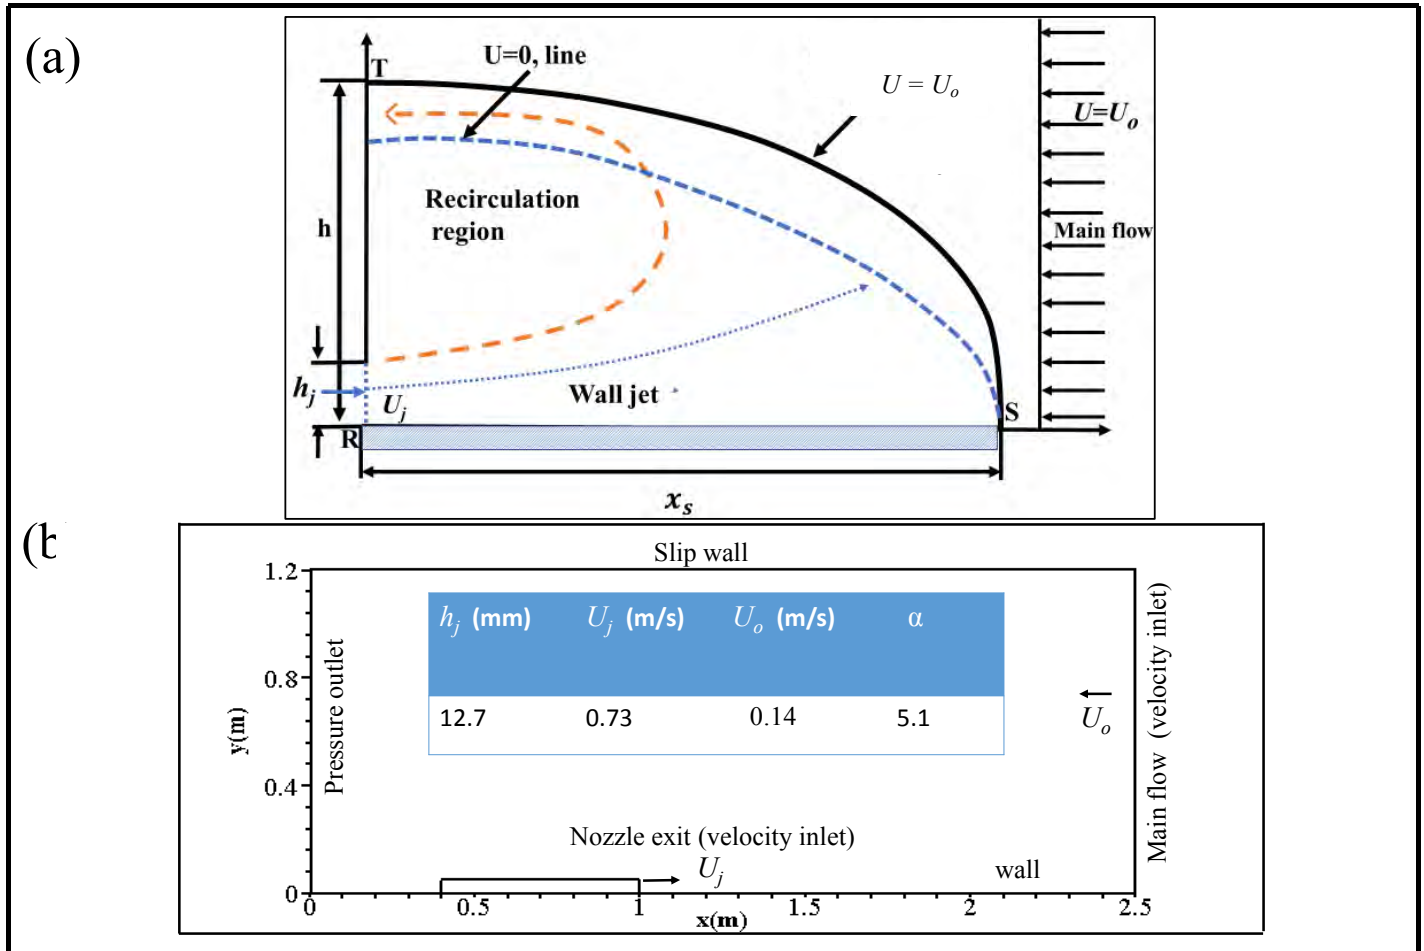 (a)
T
U=0, line
U = Uₒ
U=Uₒ
Recirculation
region
h
Main flow
hⱼ
Uⱼ
Wall jet
S
R
xₛ
(b
Slip wall
1.2
0.8
0.4
0
y(m)
Pressure outlet
hⱼ (mm) Uⱼ (m/s) Uₒ (m/s) α
12.7 0.73 0.14 5.1
Uₒ
Main flow (velocity inlet)
Nozzle exit (velocity inlet)
Uⱼ
wall
0 0.5 1 1.5 2 2.5
x(m)